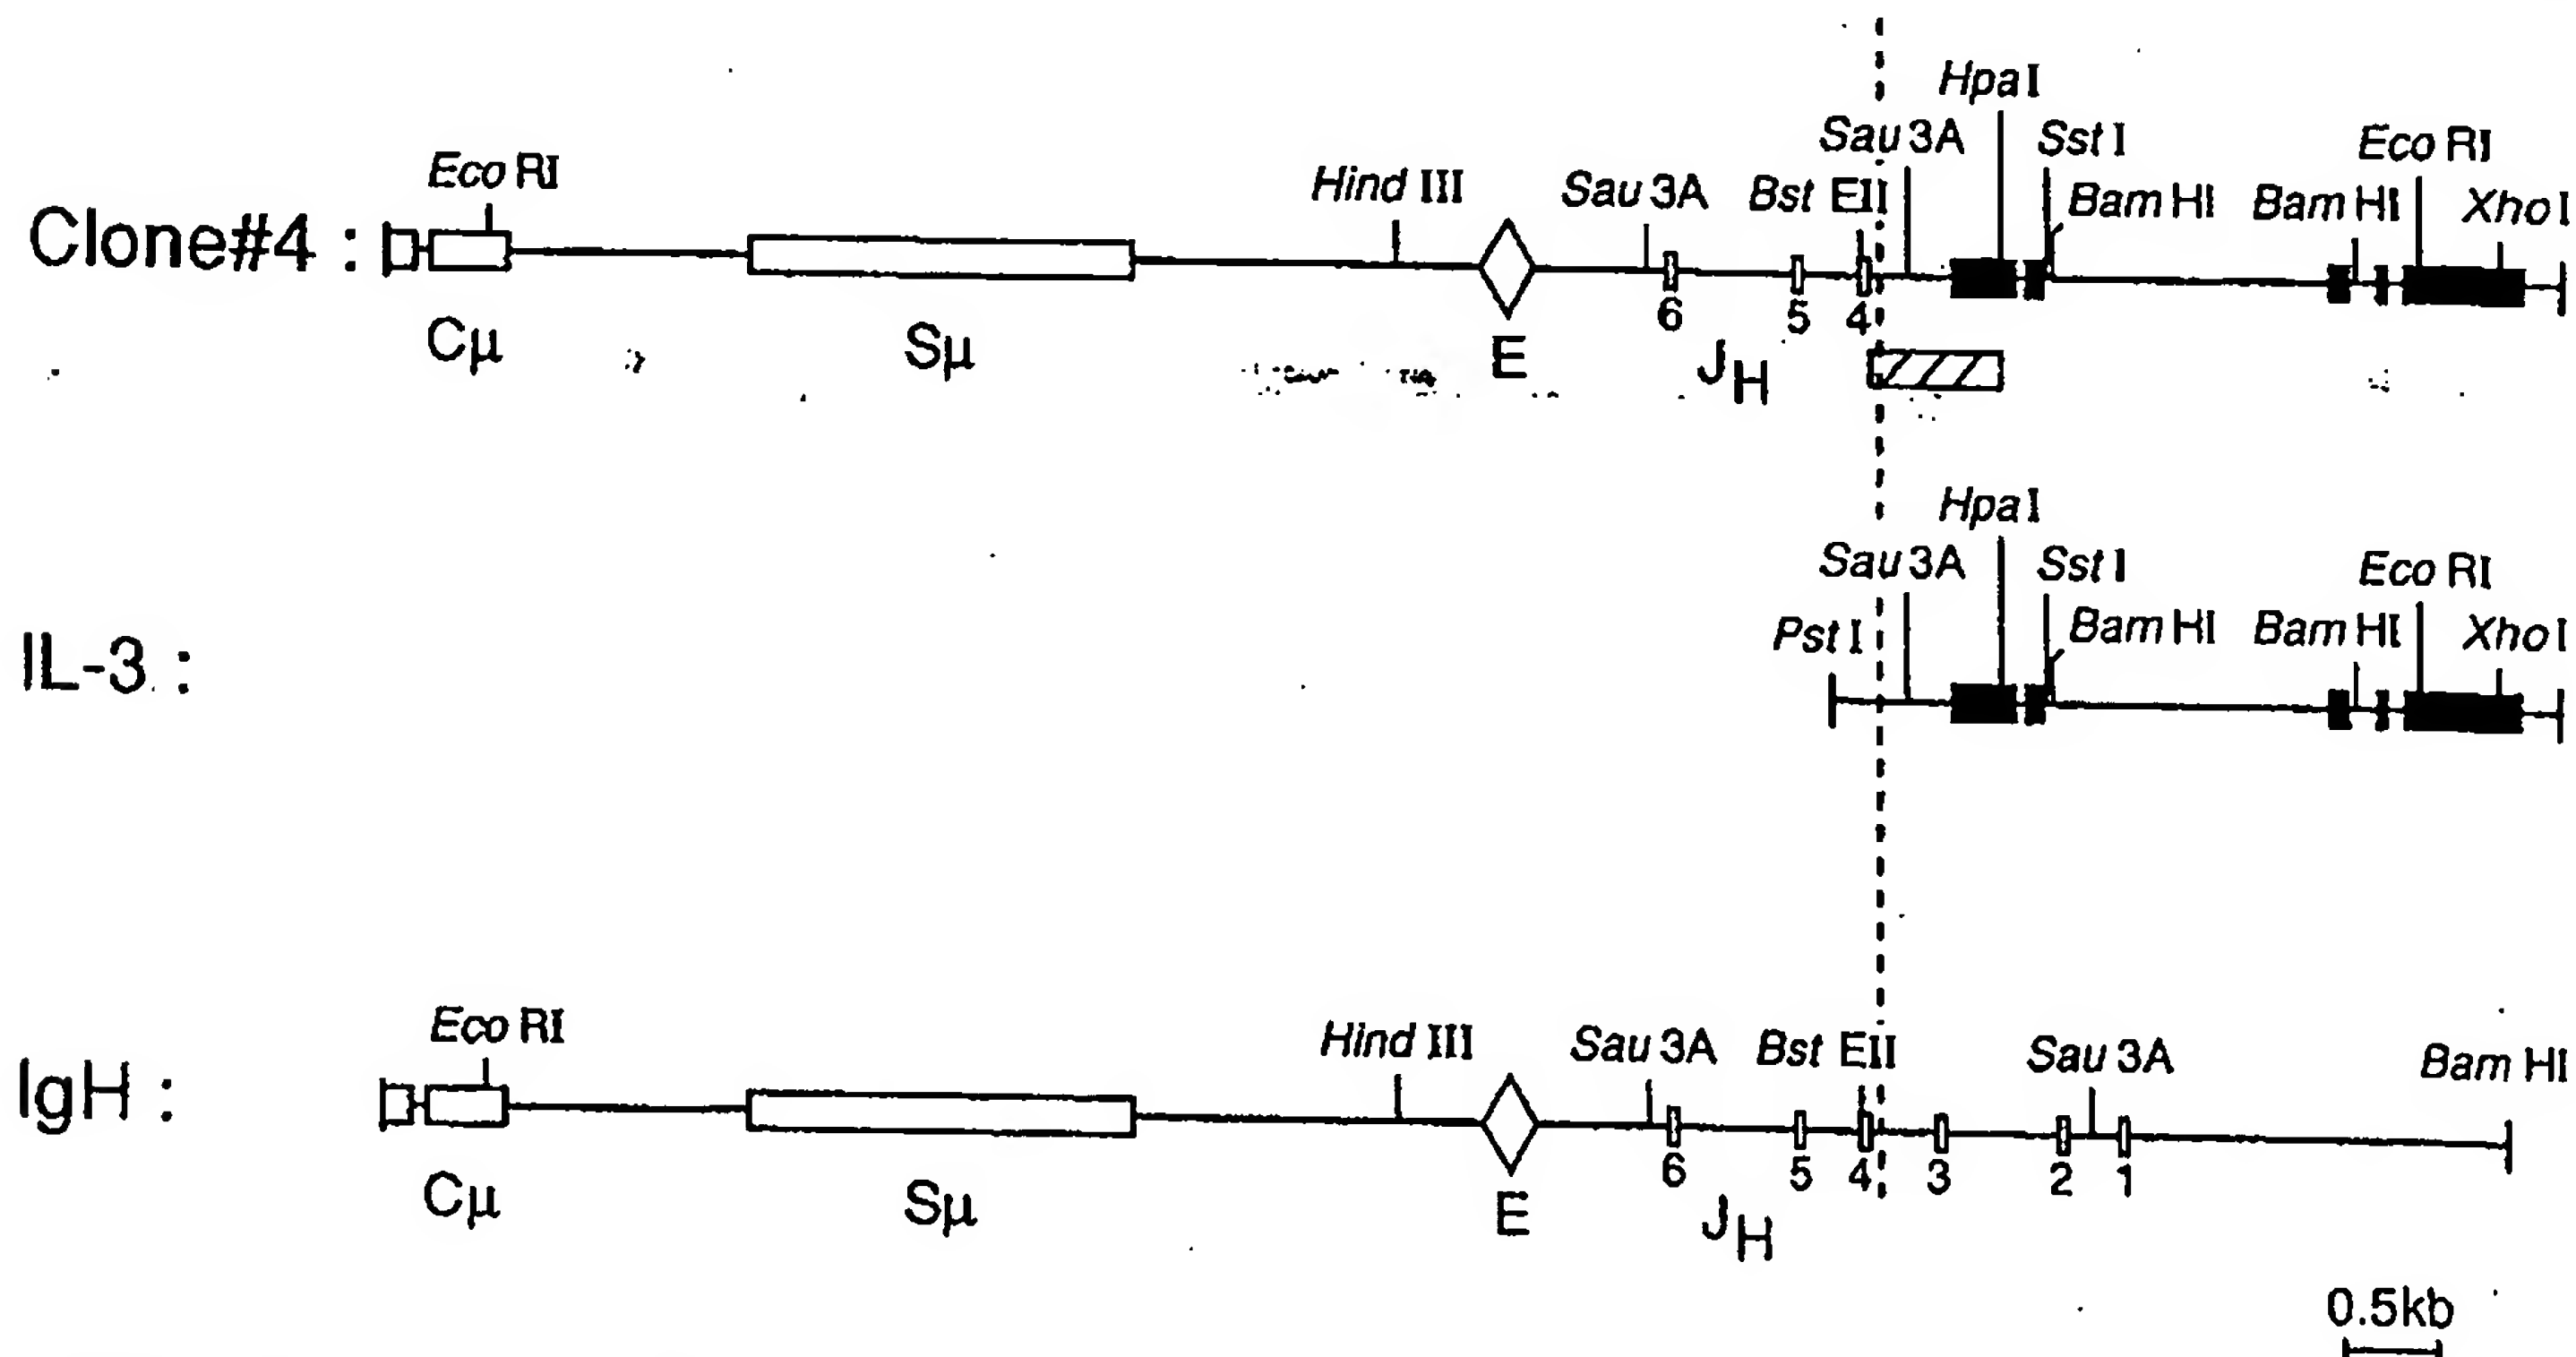 Hpa I
Sau 3A
Sst I
Eco RI
Eco RI
Hind III
Sau 3A
Bst EII
Bam HI
Bam HI
Xho I
Clone#4 :
6
5
4
Cµ
Sµ
E
JH
Hpa I
Sau 3A
Sst I
Eco RI
Pst I
Bam HI
Bam HI
Xho I
IL-3 :
Eco RI
Hind III
Sau 3A
Bst EII
Sau 3A
Bam HI
IgH :
6
5
4
3
2
1
Cµ
Sµ
E
JH
0.5kb